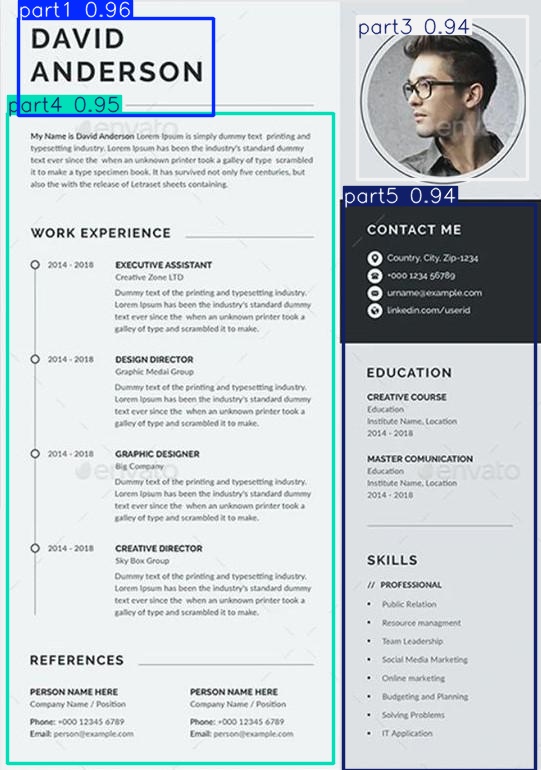 part1 0.96
DAVID
ANDERSON
part4 0.95
My Name is David Anderson Lorem Ipsum is simply dummy text printing and
typesetting industry. Lorem Ipsum has been the industry's standard dummy
text ever since the when an unknown printer took a galley of type scrambled
it to make a type specimen book. It has survived not only five centuries, but
also the with the release of Letraset sheets containing.
WORK EXPERIENCE
2014 - 2018 EXECUTIVE ASSISTANT
Creative Zone LTD
Dummy text of the printing and typesetting industry.
Lorem Ipsum has been the industry's standard dummy
text ever since the when an unknown printer took a
galley of type and scrambled it to make.
2014 - 2018 DESIGN DIRECTOR
Graphic Medai Group
Dummy text of the printing and typesetting industry.
Lorem Ipsum has been the industry's standard dummy
text ever since the when an unknown printer took a
galley of type and scrambled it to make.
2014 - 2018 GRAPHIC DESIGNER
Big Company
Dummy text of the printing and typesetting industry.
Lorem Ipsum has been the industry's standard dummy
text ever since the when an unknown printer took a
galley of type and scrambled it to make.
2014 - 2018 CREATIVE DIRECTOR
Sky Box Group
Dummy text of the printing and typesetting industry.
Lorem Ipsum has been the industry's standard dummy
text ever since the when an unknown printer took a
galley of type and scrambled it to make.
REFERENCES
PERSON NAME HERE
Company Name / Position
Phone: +000 12345 6789
Email: person@example.com
PERSON NAME HERE
Company Name / Position
Phone: +000 12345 6789
Email: person@example.com
part3 0.94
part5 0.94
CONTACT ME
Country, City, Zip-1234
+000 1234 56789
urname@example.com
linkedin.com/userid
EDUCATION
CREATIVE COURSE
Education
Institute Name, Location
2014 - 2018
MASTER COMUNICATION
Education
Institute Name, Location
2014 - 2018
SKILLS
// PROFESSIONAL
• Public Relation
• Resource managment
• Team Leadership
• Social Media Marketing
• Online marketing
• Budgeting and Planning
• Solving Problems
• IT Application
envato
envato
envato
envato